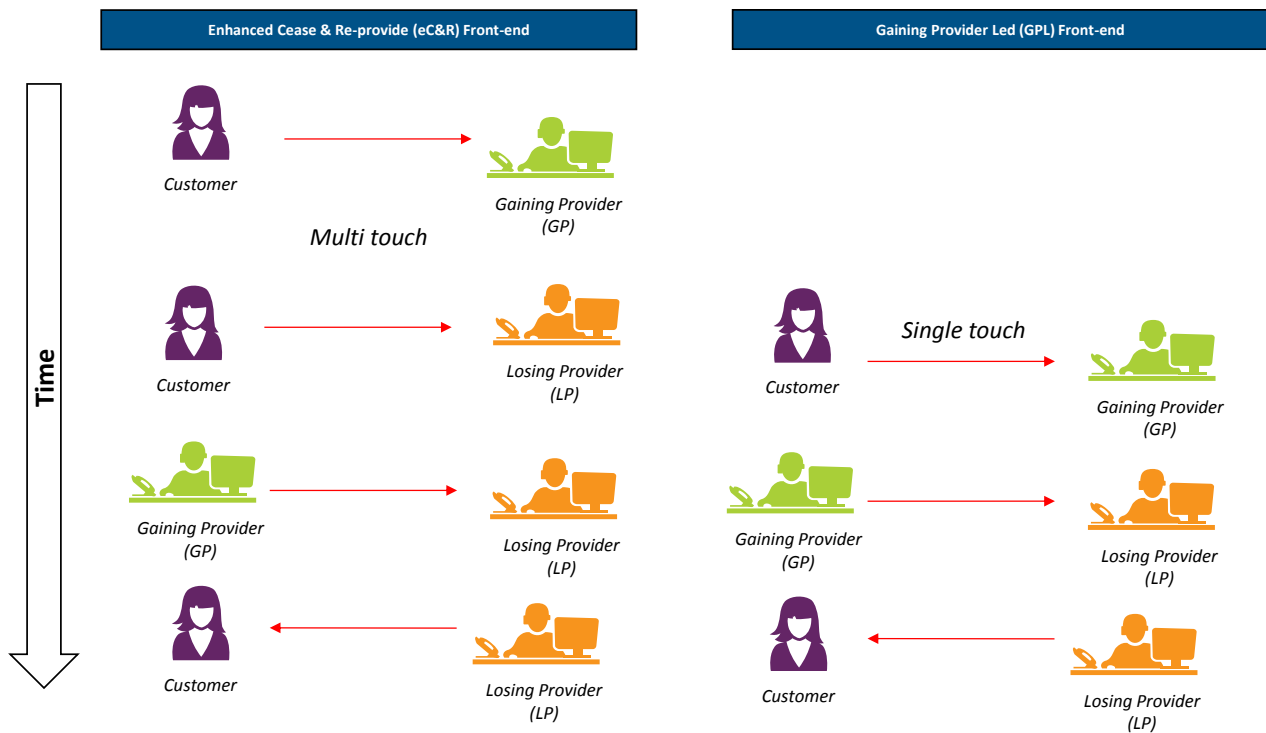 Enhanced Cease & Re-provide (eC&R) Front-end
Gaining Provider Led (GPL) Front-end
Time
Customer
Gaining Provider
(GP)
Multi touch
Customer
Losing Provider
(LP)
Gaining Provider
(GP)
Losing Provider
(LP)
Customer
Losing Provider
(LP)
Customer
Single touch
Gaining Provider
(GP)
Gaining Provider
(GP)
Losing Provider
(LP)
Customer
Losing Provider
(LP)